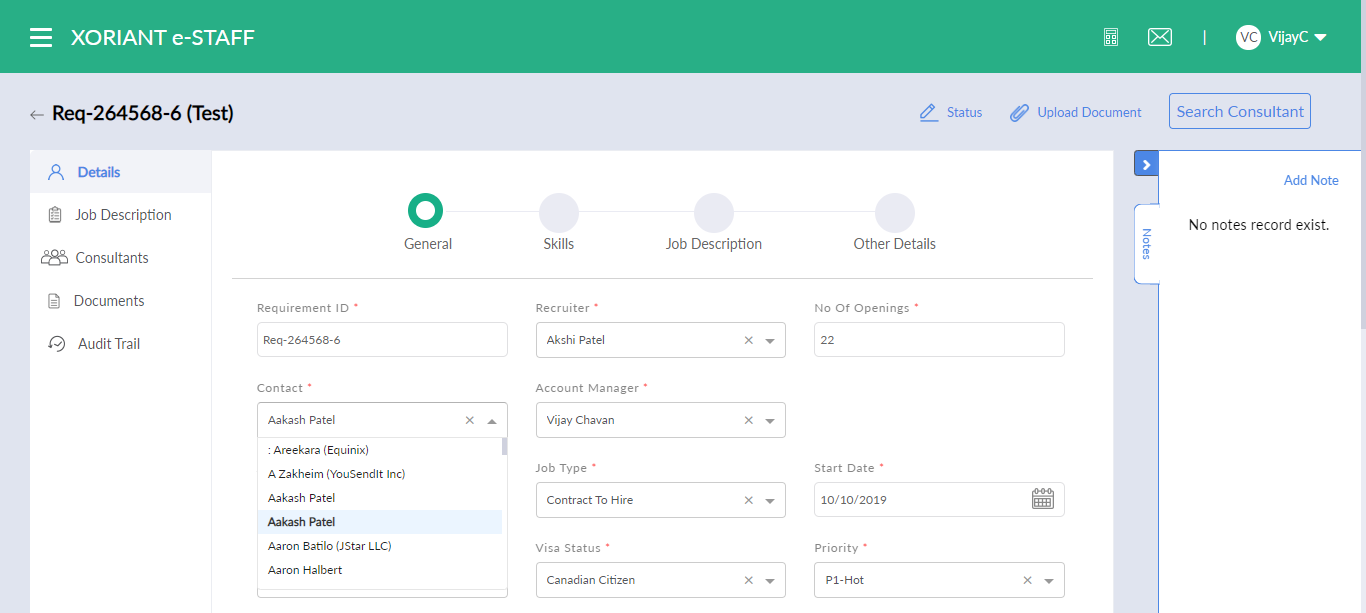 XORIANT e-STAFF
|
VC VijayC
Req-264568-6 (Test)
Status
Upload Document
Search Consultant
Details
Job Description
Consultants
Documents
Audit Trail
General
Skills
Job Description
Other Details
Requirement ID *
Req-264568-6
Recruiter *
Akshi Patel
No Of Openings *
22
Contact *
Aakash Patel
: Areekara (Equinix)
A Zakheim (YouSendIt Inc)
Aakash Patel
Aakash Patel
Aaron Batilo (JStar LLC)
Aaron Halbert
Account Manager *
Vijay Chavan
Job Type *
Contract To Hire
Start Date *
10/10/2019
Visa Status *
Canadian Citizen
Priority *
P1-Hot
Notes
Add Note
No notes record exist.